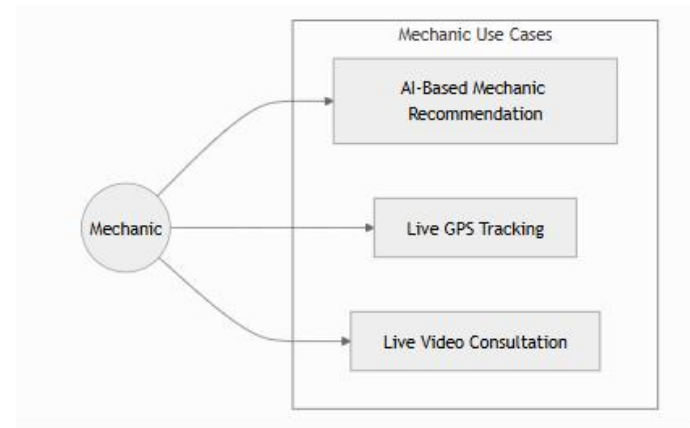 Mechanic Use Cases
AI-Based Mechanic
Recommendation
Mechanic
Live GPS Tracking
Live Video Consultation